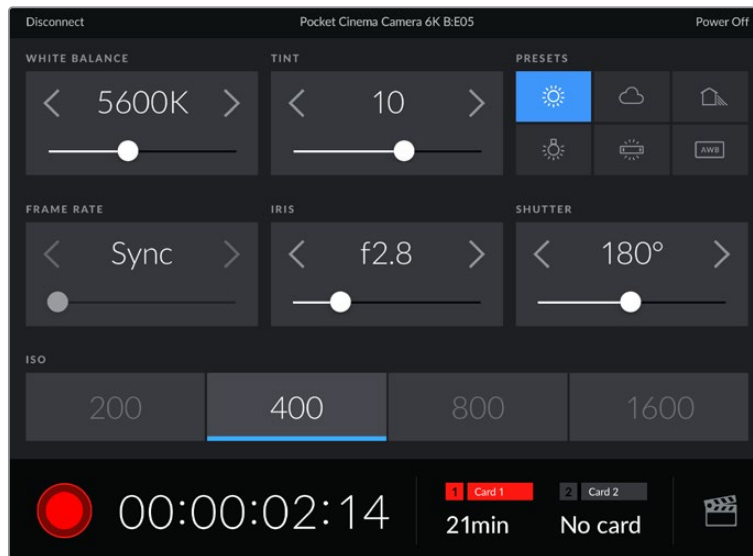 Disconnect Pocket Cinema Camera 6K B:E05 Power Off
WHITE BALANCE TINT PRESETS
5600K 10
AWB
FRAME RATE IRIS SHUTTER
Sync f2.8 180°
ISO
200 400 800 1600
1 Card 1 2 Card 2
00:00:02:14 21min No card